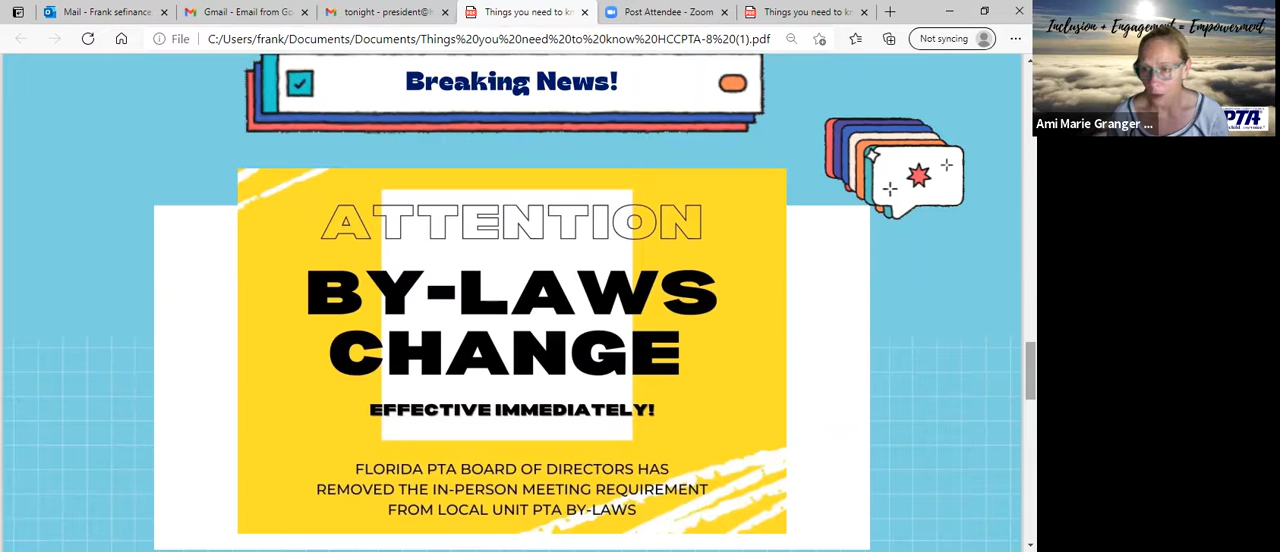 Mail - Frank sefinance
Gmail - Email from Go
tonight - president@h
Things you need to kn
Post Attendee - Zoom
Things you need to kn
File
C:/Users/frank/Documents/Documents/Things%20you%20need%20to%20know%20HCCPTA-8%20(1).pdf
Not syncing
Inclusion + Engagement = Empowerment
PTA
Ami Marie Granger ...
Breaking News!
ATTENTION
BY-LAWS
CHANGE
EFFECTIVE IMMEDIATELY!
FLORIDA PTA BOARD OF DIRECTORS HAS
REMOVED THE IN-PERSON MEETING REQUIREMENT
FROM LOCAL UNIT PTA BY-LAWS